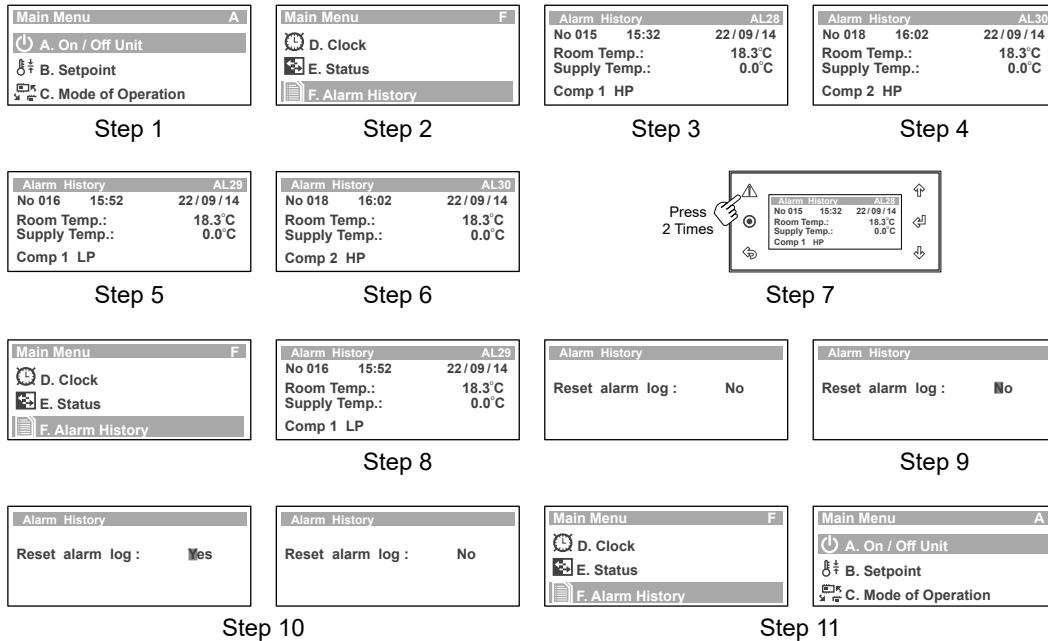 Main Menu A
A. On / Off Unit
B. Setpoint
C. Mode of Operation
Step 1
Main Menu F
D. Clock
E. Status
F. Alarm History
Step 2
Alarm History AL28
No 015 15:32 22/09/14
Room Temp.: 18.3°C
Supply Temp.: 0.0°C
Comp 1 HP
Step 3
Alarm History AL30
No 018 16:02 22/09/14
Room Temp.: 18.3°C
Supply Temp.: 0.0°C
Comp 2 HP
Step 4
Alarm History AL29
No 016 15:52 22/09/14
Room Temp.: 18.3°C
Supply Temp.: 0.0°C
Comp 1 LP
Step 5
Alarm History AL30
No 018 16:02 22/09/14
Room Temp.: 18.3°C
Supply Temp.: 0.0°C
Comp 2 HP
Step 6
Press
2 Times
Alarm History AL28
No 015 15:32 22/09/14
Room Temp.: 18.3°C
Supply Temp.: 0.0°C
Comp 1 HP
Step 7
Main Menu F
D. Clock
E. Status
F. Alarm History
Alarm History AL29
No 016 15:52 22/09/14
Room Temp.: 18.3°C
Supply Temp.: 0.0°C
Comp 1 LP
Step 8
Alarm History
Reset alarm log : No
Alarm History
Reset alarm log : No
Step 9
Alarm History
Reset alarm log : Yes
Alarm History
Reset alarm log : No
Step 10
Main Menu F
D. Clock
E. Status
F. Alarm History
Main Menu A
A. On / Off Unit
B. Setpoint
C. Mode of Operation
Step 11